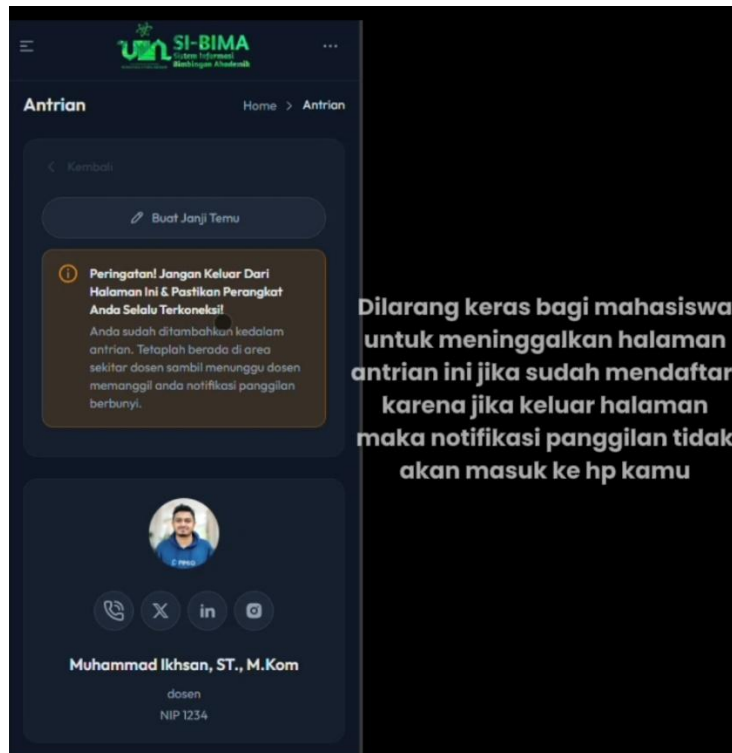 SI-BIMA
Sistem Informasi
Bimbingan Akademik
Antrian
Home > Antrian
Kembali
Buat Janji Temu
Peringatan! Jangan Keluar Dari
Halaman Ini & Pastikan Perangkat
Anda Selalu Terkoneksi!
Anda sudah ditambahkan kedalam
antrian. Tetaplah berada di area
sekitar dosen sambil menunggu dosen
memanggil anda notifikasi panggilan
berbunyi.
Muhammad Ikhsan, ST., M.Kom
dosen
NIP 1234
Dilarang keras bagi mahasiswa
untuk meninggalkan halaman
antrian ini jika sudah mendaftar
karena jika keluar halaman
maka notifikasi panggilan tidak
akan masuk ke hp kamu